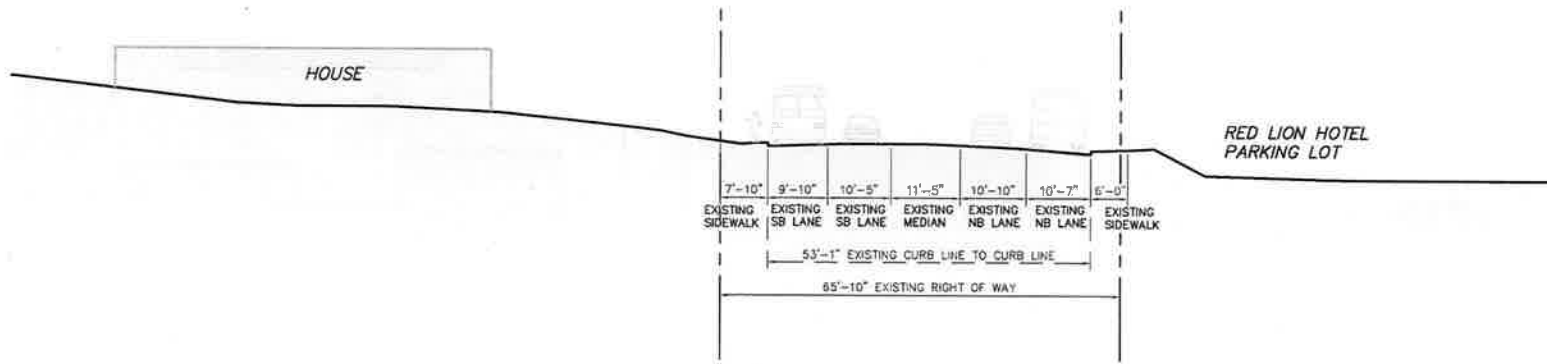 HOUSE
RED LION HOTEL
PARKING LOT
7'-10" 9'-10" 10'-5" 11'-5" 10'-10" 10'-7" 6'-0"
EXISTING SIDEWALK
EXISTING SB LANE
EXISTING SB LANE
EXISTING MEDIAN
EXISTING NB LANE
EXISTING NB LANE
EXISTING SIDEWALK
53'-1" EXISTING CURB LINE TO CURB LINE
65'-10" EXISTING RIGHT OF WAY